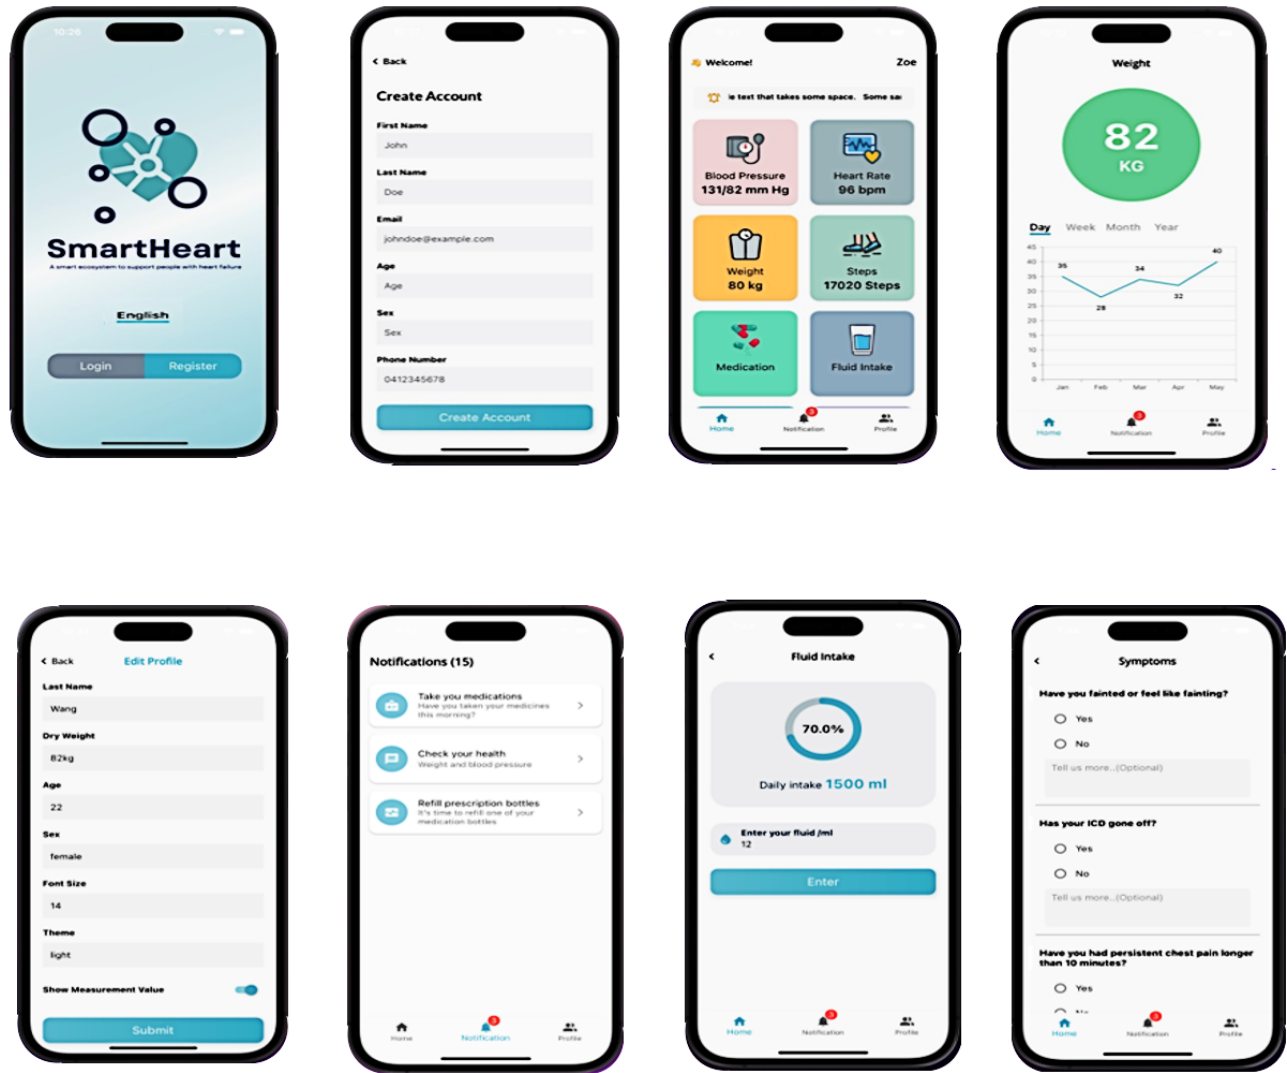 10:28
SmartHeart
A smart ecosystem to support people with heart failure
English
Login Register
< Back
Create Account
First Name
John
Last Name
Doe
Email
johndoe@example.com
Age
Age
Sex
Sex
Phone Number
0412345678
Create Account
Welcome! Zoe
le text that takes some space. Some sa
Blood Pressure
131/82 mm Hg
Heart Rate
96 bpm
Weight
80 kg
Steps
17020 Steps
Medication
Fluid Intake
3
Home Notification Profile
Weight
82
KG
Day Week Month Year
45
40
35
30
25
20
15
10
5
0
35
28
34
32
40
Jan Feb Mar Apr May
3
Home Notification Profile
< Back Edit Profile
Last Name
Wang
Dry Weight
82kg
Age
22
Sex
female
Font Size
14
Theme
light
Show Measurement Value
Submit
Notifications (15)
Take you medications
Have you taken your medicines
this morning?
Check your health
Weight and blood pressure
Refill prescription bottles
It's time to refill one of your
medication bottles
3
Home Notification Profile
< Fluid Intake
70.0%
Daily intake 1500 ml
Enter your fluid /ml
12
Enter
3
Home Notification Profile
< Symptoms
Have you fainted or feel like fainting?
Yes
No
Tell us more..(Optional)
Has your ICD gone off?
Yes
No
Tell us more..(Optional)
Have you had persistent chest pain longer
than 10 minutes?
Yes
No
3
Home Notification Profile